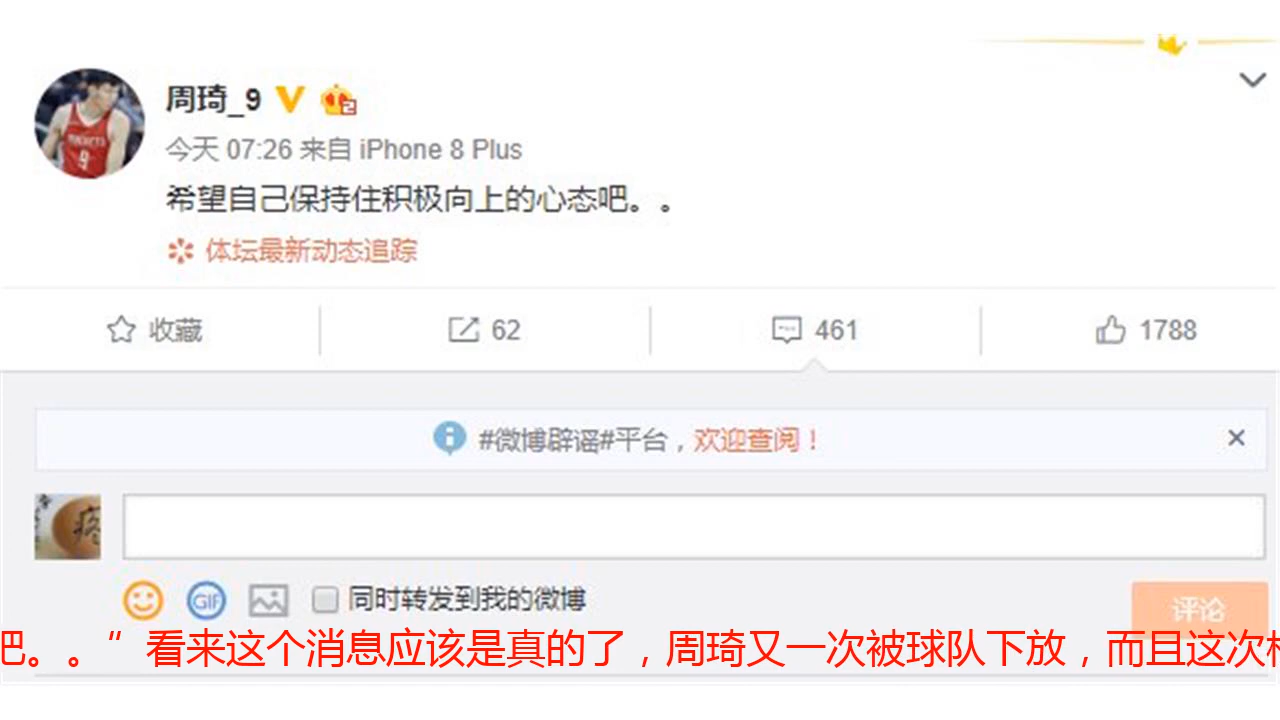 周琦_9
今天 07:26 来自 iPhone 8 Plus
希望自己保持住积极向上的心态吧。。
体坛最新动态追踪
收藏 62 461 1788
#微博辟谣#平台，欢迎查阅！
同时转发到我的微博
评论
吧。。”看来这个消息应该是真的了，周琦又一次被球队下放，而且这次